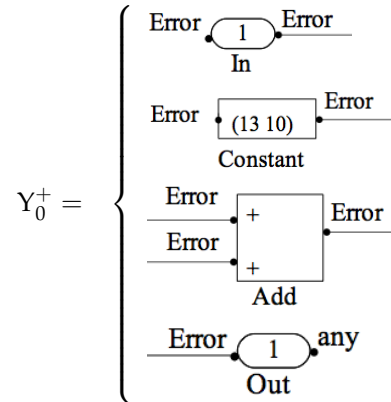 Error 1 Error
In
Error (13 10) Error
Constant
Y₀⁺ =
Error + Error
Error +
Add
Error 1 any
Out